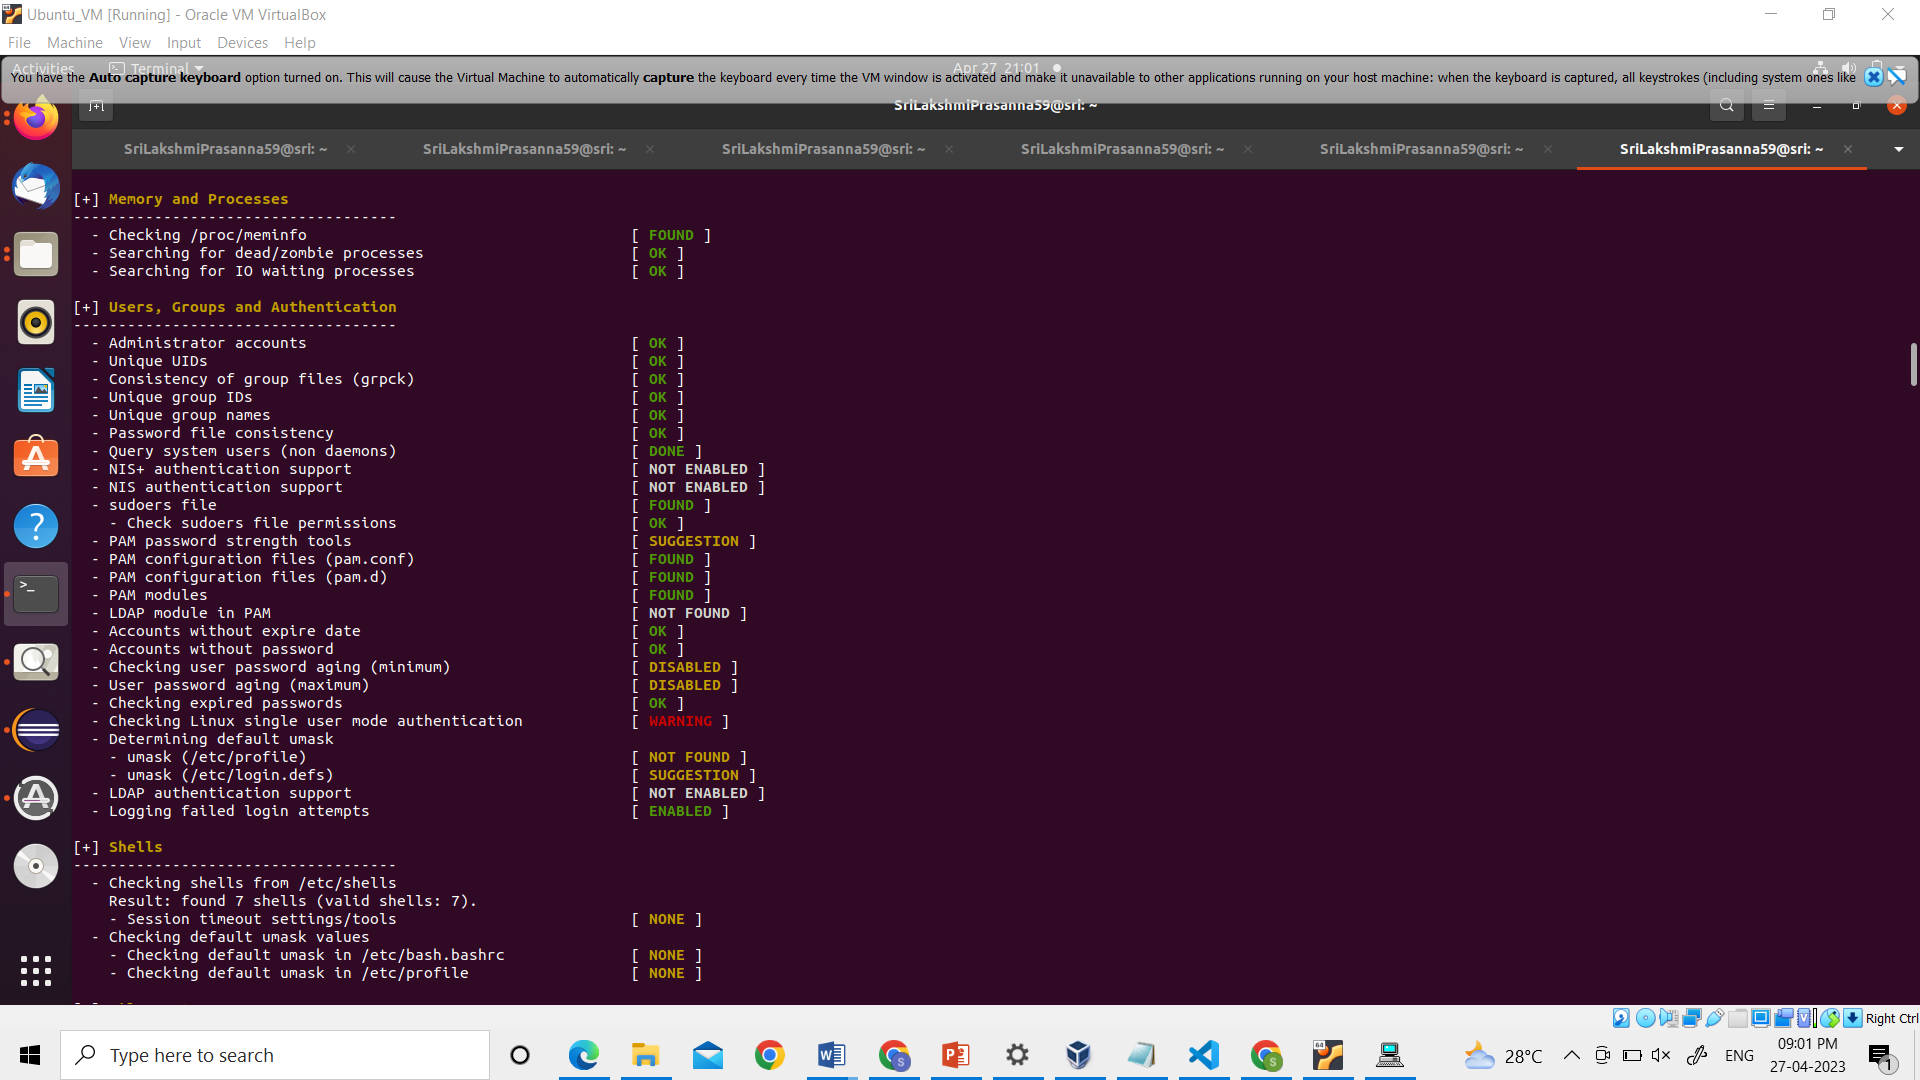 Ubuntu_VM [Running] - Oracle VM VirtualBox
File Machine View Input Devices Help
Activities Terminal Apr 27 21:01
You have the Auto capture keyboard option turned on. This will cause the Virtual Machine to automatically capture the keyboard every time the VM window is activated and make it unavailable to other applications running on your host machine: when the keyboard is captured, all keystrokes (including system ones like
SriLakshmiPrasanna59@sri: ~
SriLakshmiPrasanna59@sri: ~ SriLakshmiPrasanna59@sri: ~ SriLakshmiPrasanna59@sri: ~ SriLakshmiPrasanna59@sri: ~ SriLakshmiPrasanna59@sri: ~ SriLakshmiPrasanna59@sri: ~
[+] Memory and Processes
------------------------------------
- Checking /proc/meminfo [ FOUND ]
- Searching for dead/zombie processes [ OK ]
- Searching for IO waiting processes [ OK ]
[+] Users, Groups and Authentication
------------------------------------
- Administrator accounts [ OK ]
- Unique UIDs [ OK ]
- Consistency of group files (grpck) [ OK ]
- Unique group IDs [ OK ]
- Unique group names [ OK ]
- Password file consistency [ OK ]
- Query system users (non daemons) [ DONE ]
- NIS+ authentication support [ NOT ENABLED ]
- NIS authentication support [ NOT ENABLED ]
- sudoers file [ FOUND ]
- Check sudoers file permissions [ OK ]
- PAM password strength tools [ SUGGESTION ]
- PAM configuration files (pam.conf) [ FOUND ]
- PAM configuration files (pam.d) [ FOUND ]
- PAM modules [ FOUND ]
- LDAP module in PAM [ NOT FOUND ]
- Accounts without expire date [ OK ]
- Accounts without password [ OK ]
- Checking user password aging (minimum) [ DISABLED ]
- User password aging (maximum) [ DISABLED ]
- Checking expired passwords [ OK ]
- Checking Linux single user mode authentication [ WARNING ]
- Determining default umask
- umask (/etc/profile) [ NOT FOUND ]
- umask (/etc/login.defs) [ SUGGESTION ]
- LDAP authentication support [ NOT ENABLED ]
- Logging failed login attempts [ ENABLED ]
[+] Shells
------------------------------------
- Checking shells from /etc/shells
Result: found 7 shells (valid shells: 7).
- Session timeout settings/tools [ NONE ]
- Checking default umask values
- Checking default umask in /etc/bash.bashrc [ NONE ]
- Checking default umask in /etc/profile [ NONE ]
Right Ctrl
Type here to search
28°C
ENG
09:01 PM
27-04-2023
1